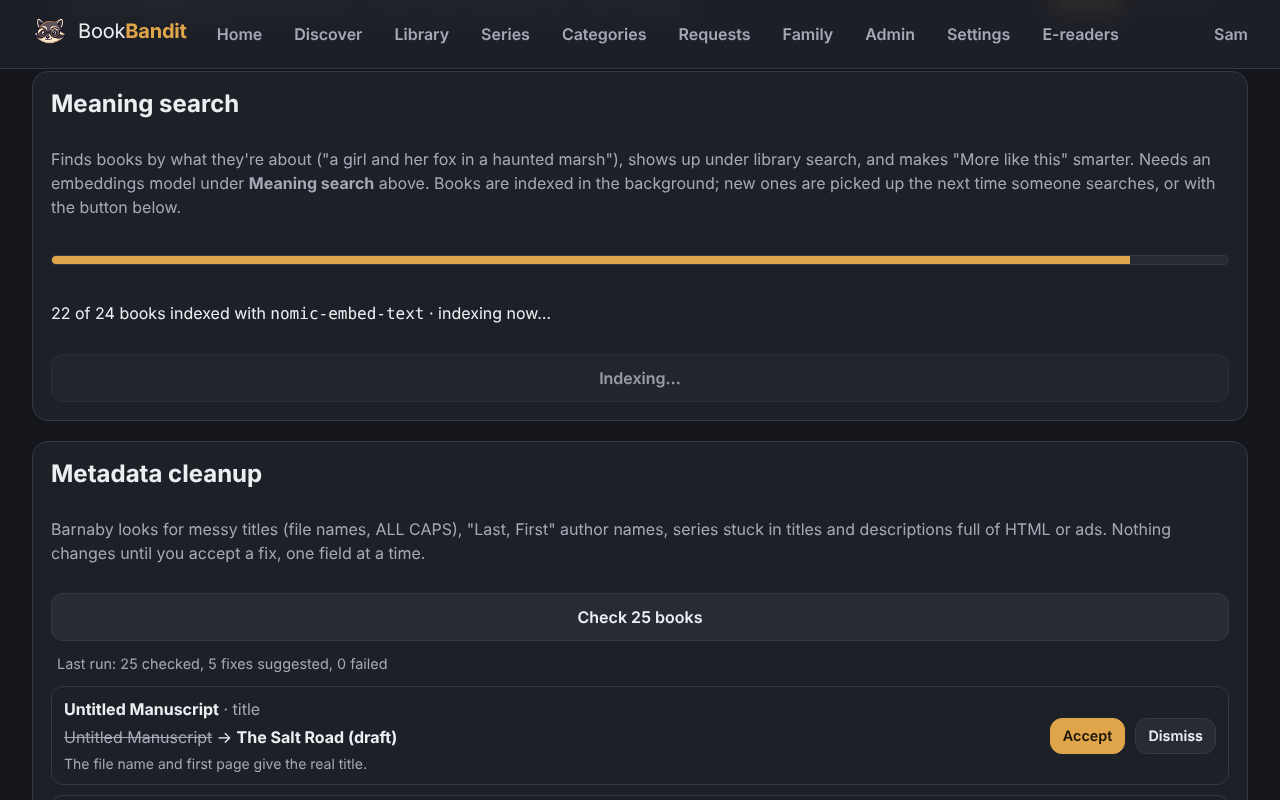 BookBandit
Home
Discover
Library
Series
Categories
Requests
Family
Admin
Settings
E-readers
Sam
Meaning search
Finds books by what they're about ("a girl and her fox in a haunted marsh"), shows up under library search, and makes "More like this" smarter. Needs an
embeddings model under Meaning search above. Books are indexed in the background; new ones are picked up the next time someone searches, or with
the button below.
22 of 24 books indexed with nomic-embed-text · indexing now…
Indexing…
Metadata cleanup
Barnaby looks for messy titles (file names, ALL CAPS), "Last, First" author names, series stuck in titles and descriptions full of HTML or ads. Nothing
changes until you accept a fix, one field at a time.
Check 25 books
Last run: 25 checked, 5 fixes suggested, 0 failed
Untitled Manuscript · title
Untitled Manuscript → The Salt Road (draft)
The file name and first page give the real title.
Accept
Dismiss